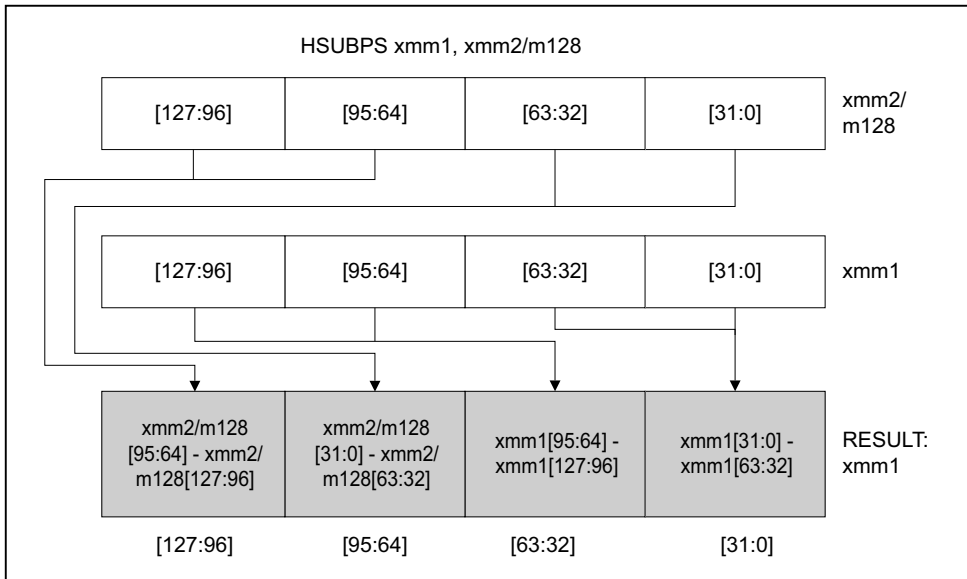 HSUBPS xmm1, xmm2/m128
[127:96] [95:64] [63:32] [31:0] xmm2/
m128
[127:96] [95:64] [63:32] [31:0] xmm1
xmm2/m128
[95:64] - xmm2/
m128[127:96]
xmm2/m128
[31:0] - xmm2/
m128[63:32]
xmm1[95:64] -
xmm1[127:96]
xmm1[31:0] -
xmm1[63:32]
RESULT:
xmm1
[127:96] [95:64] [63:32] [31:0]